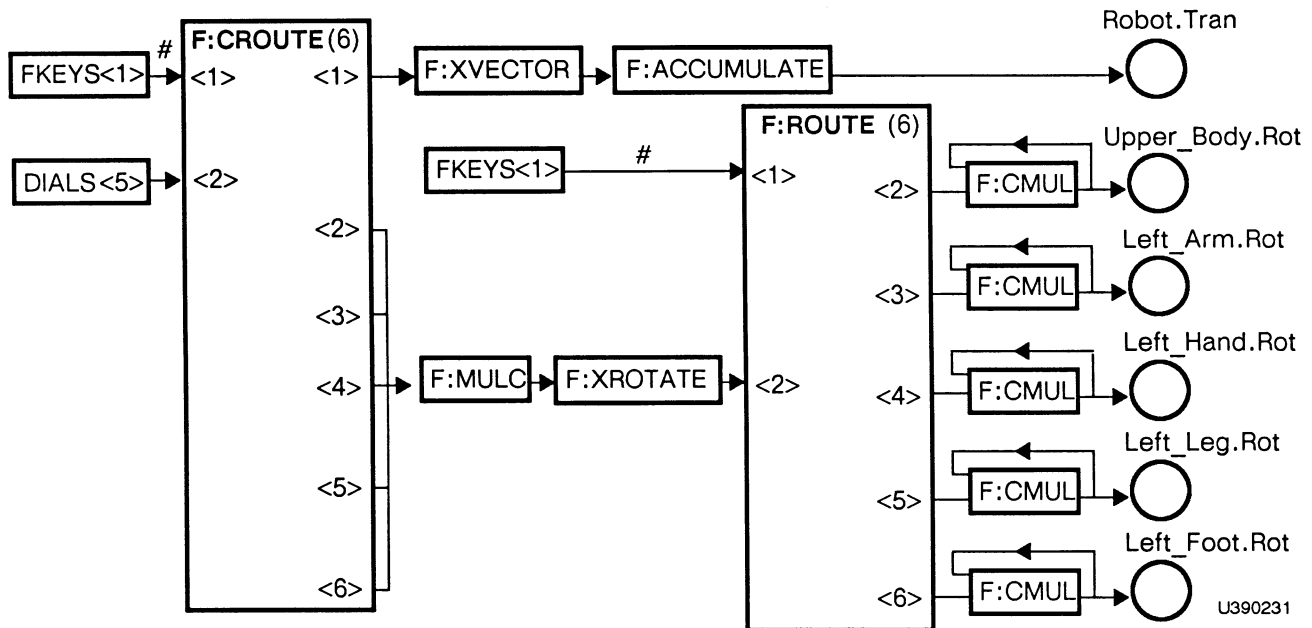 Robot.Tran
#
F:CROUTE (6)
FKEYS<1>
<1>
<1>
F:XVECTOR
F:ACCUMULATE
F:ROUTE (6)
Upper_Body.Rot
FKEYS<1>
#
<1>
DIALS<5>
<2>
<2>
F:CMUL
<2>
Left_Arm.Rot
<3>
F:CMUL
<3>
Left_Hand.Rot
<4>
F:MULC
F:XROTATE
<2>
<4>
F:CMUL
Left_Leg.Rot
<5>
<5>
F:CMUL
Left_Foot.Rot
<6>
<6>
F:CMUL
U390231